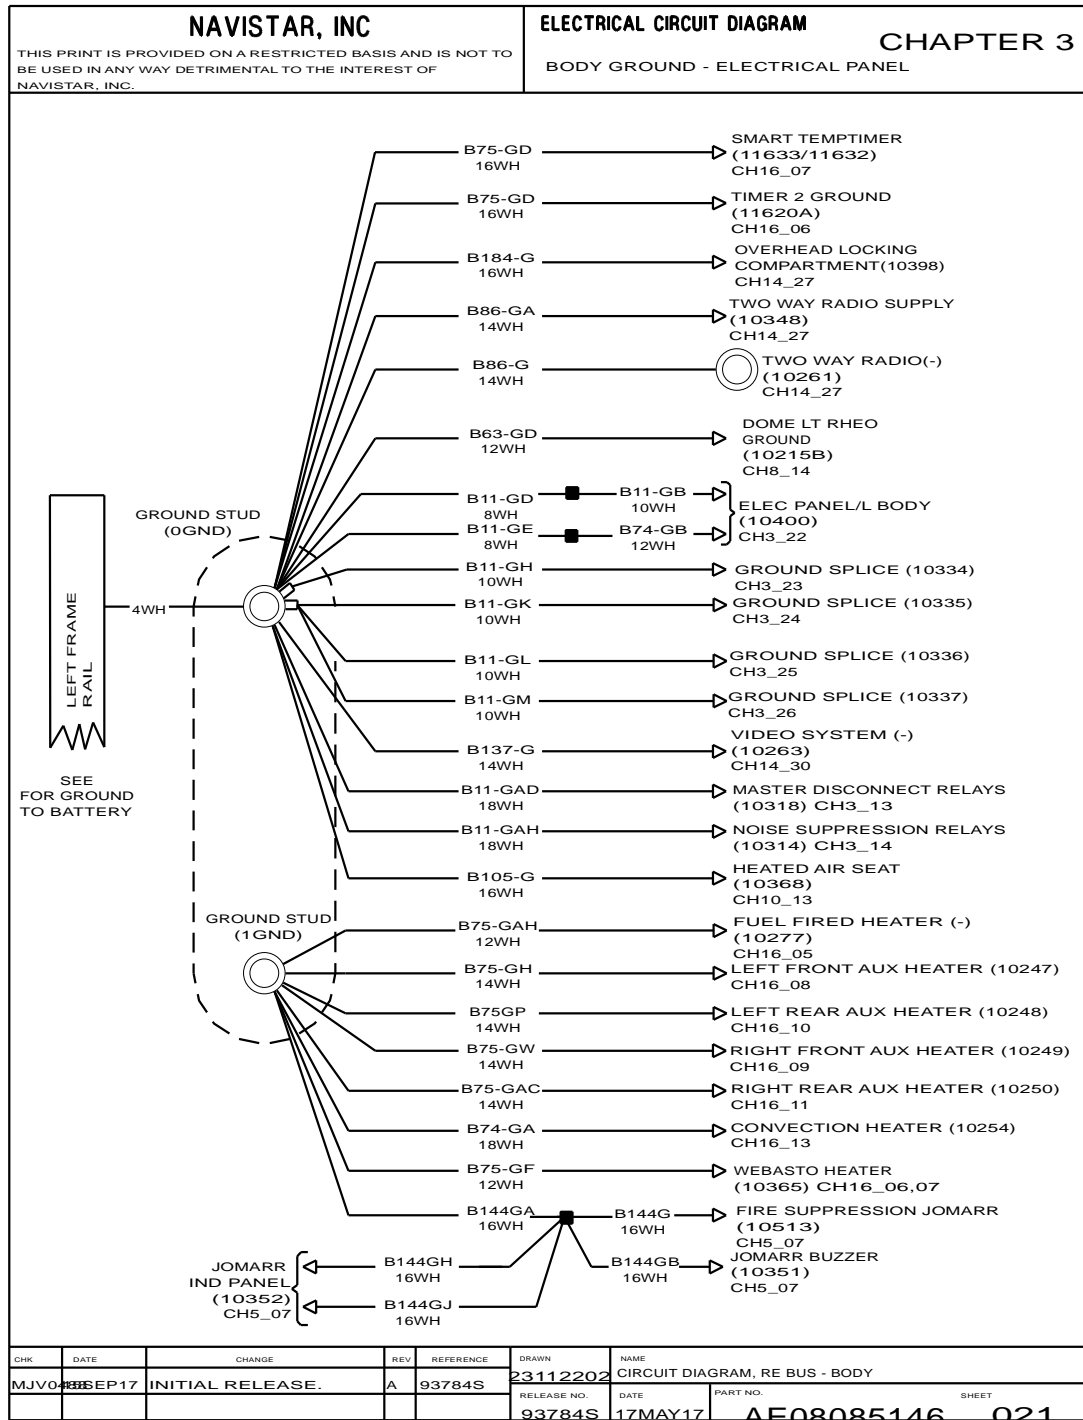 NAVISTAR, INC
THIS PRINT IS PROVIDED ON A RESTRICTED BASIS AND IS NOT TO
BE USED IN ANY WAY DETRIMENTAL TO THE INTEREST OF
NAVISTAR, INC.
ELECTRICAL CIRCUIT DIAGRAM
CHAPTER 3
BODY GROUND - ELECTRICAL PANEL
B75-GD
16WH
SMART TEMPTIMER
(11633/11632)
CH16_07
B75-GD
16WH
TIMER 2 GROUND
(11620A)
CH16_06
B184-G
16WH
OVERHEAD LOCKING
COMPARTMENT(10398)
CH14_27
B86-GA
14WH
TWO WAY RADIO SUPPLY
(10348)
CH14_27
B86-G
14WH
TWO WAY RADIO(-)
(10261)
CH14_27
B63-GD
12WH
DOME LT RHEO
GROUND
(10215B)
CH8_14
B11-GD
8WH
B11-GB
10WH
B11-GE
8WH
B74-GB
12WH
ELEC PANEL/L BODY
(10400)
CH3_22
GROUND STUD
(0GND)
B11-GH
10WH
GROUND SPLICE (10334)
CH3_23
4WH
LEFT FRAME
RAIL
B11-GK
10WH
GROUND SPLICE (10335)
CH3_24
B11-GL
10WH
GROUND SPLICE (10336)
CH3_25
B11-GM
10WH
GROUND SPLICE (10337)
CH3_26
B137-G
14WH
VIDEO SYSTEM (-)
(10263)
CH14_30
SEE
FOR GROUND
TO BATTERY
B11-GAD
18WH
MASTER DISCONNECT RELAYS
(10318) CH3_13
B11-GAH
18WH
NOISE SUPPRESSION RELAYS
(10314) CH3_14
B105-G
16WH
HEATED AIR SEAT
(10368)
CH10_13
GROUND STUD
(1GND)
B75-GAH
12WH
FUEL FIRED HEATER (-)
(10277)
CH16_05
B75-GH
14WH
LEFT FRONT AUX HEATER (10247)
CH16_08
B75GP
14WH
LEFT REAR AUX HEATER (10248)
CH16_10
B75-GW
14WH
RIGHT FRONT AUX HEATER (10249)
CH16_09
B75-GAC
14WH
RIGHT REAR AUX HEATER (10250)
CH16_11
B74-GA
18WH
CONVECTION HEATER (10254)
CH16_13
B75-GF
12WH
WEBASTO HEATER
(10365) CH16_06,07
B144GA
16WH
B144G
16WH
FIRE SUPPRESSION JOMARR
(10513)
CH5_07
B144GB
16WH
JOMARR BUZZER
(10351)
CH5_07
JOMARR
IND PANEL
(10352)
CH5_07
B144GH
16WH
B144GJ
16WH
CHK DATE CHANGE REV REFERENCE
INITIAL RELEASE. A 93784S
DRAWN
23112202
NAME
CIRCUIT DIAGRAM, RE BUS - BODY
RELEASE NO.
93784S
DATE
17MAY17
PART NO.
AE08085146
SHEET
021